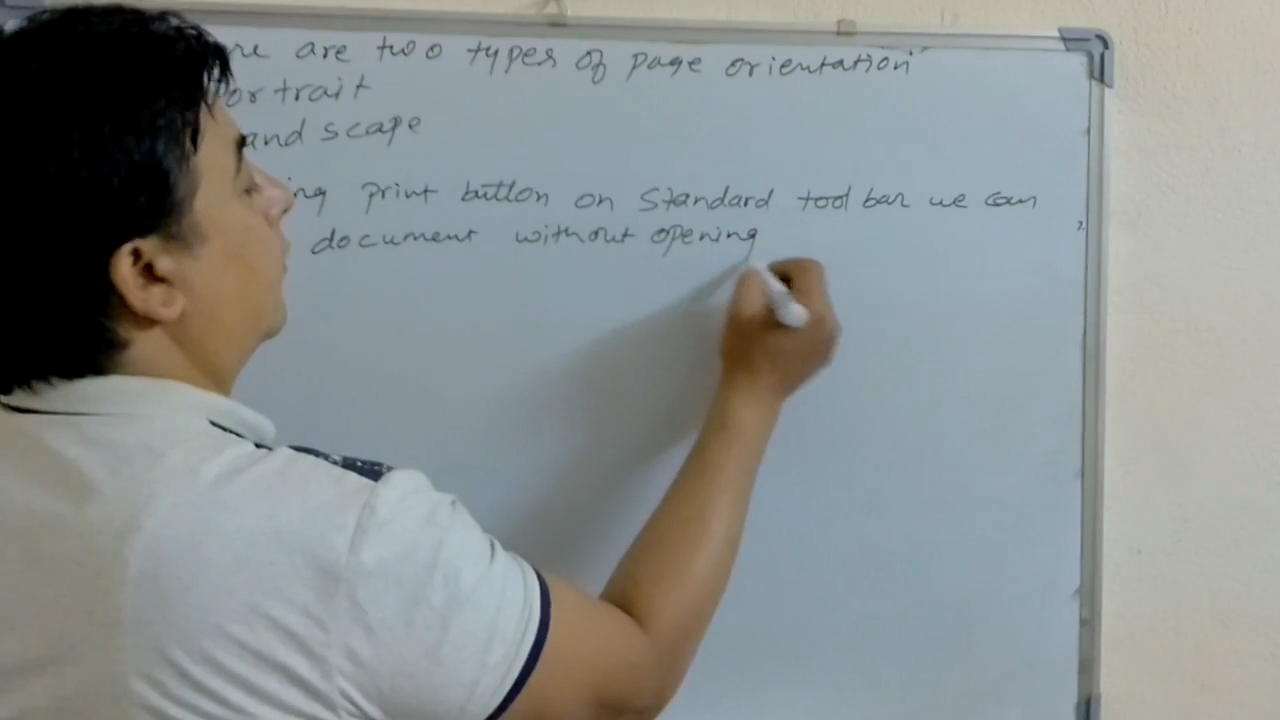 are two types of page orientation
ortrait
and scape
ing print button on Standard tool bar we can
document without opening